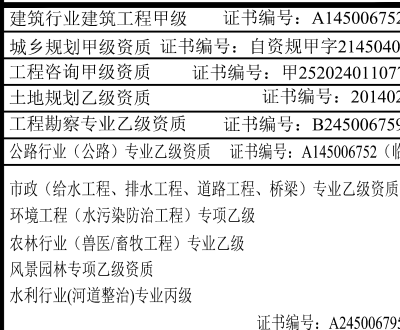 建筑行业建筑工程甲级 证书编号：A145006752
城乡规划甲级资质 证书编号：自资规甲字2145040
工程咨询甲级资质 证书编号：甲252024011077
土地规划乙级资质 证书编号：201402
工程勘察专业乙级资质 证书编号：B245006759
公路行业（公路）专业乙级资质 证书编号：A145006752（临
市政（给水工程、排水工程、道路工程、桥梁）专业乙级资质
环境工程（水污染防治工程）专项乙级
农林行业（兽医/畜牧工程）专业乙级
风景园林专项乙级资质
水利行业(河道整治)专业丙级
证书编号：A245006795